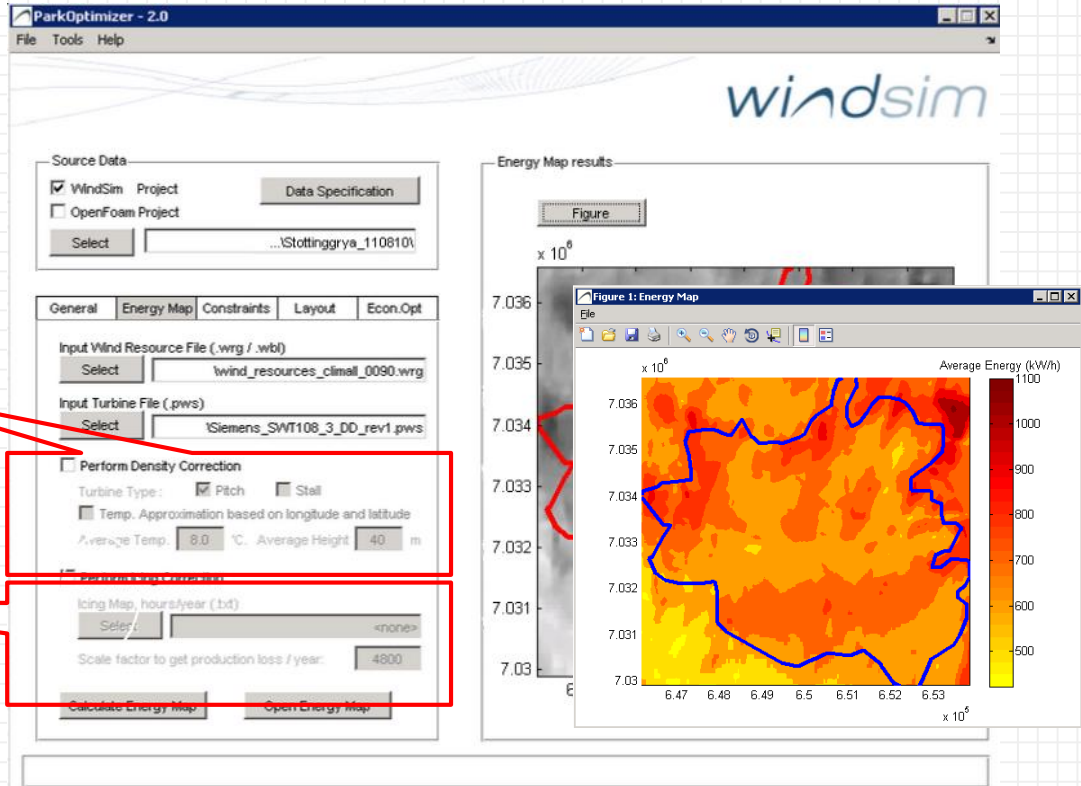 ParkOptimizer - 2.0
File Tools Help
windsim
Source Data
WindSim Project
Data Specification
OpenFoam Project
Select
...\Stottinggrya_110810\
General Energy Map Constraints Layout Econ.Opt
Input Wind Resource File (.wrg / .wbl)
Select
\wind_resources_climall_0090.wrg
Input Turbine File (.pws)
Select
\Siemens_SWT108_3_DD_rev1.pws
Perform Density Correction
Turbine Type : Pitch Stall
Temp. Approximation based on longitude and latitude
Average Temp. 8.0 °C. Average Height 40 m
Perform Icing Correction
Icing Map, hours/year (.txt)
Select
<none>
Scale factor to get production loss / year: 4800
Calculate Energy Map
Open Energy Map
Energy Map results
Figure
x 10^6
7.036
7.035
7.034
7.033
7.032
7.031
7.03
Figure 1: Energy Map
File
x 10^6
Average Energy (kW/h)
7.036
7.035
7.034
7.033
7.032
7.031
7.03
6.47 6.48 6.49 6.5 6.51 6.52 6.53
x 10^5
1100
1000
900
800
700
600
500